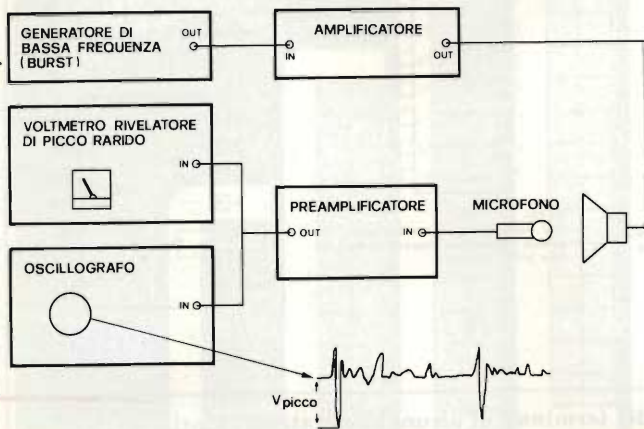 GENERATORE DI
BASSA FREQUENZA
(BURST)
OUT
AMPLIFICATORE
IN
OUT
VOLTMETRO RIVELATORE
DI PICCO RARIDO
IN
PREAMPLIFICATORE
OUT
IN
MICROFONO
OSCILLOGRAFO
IN
Vpicco